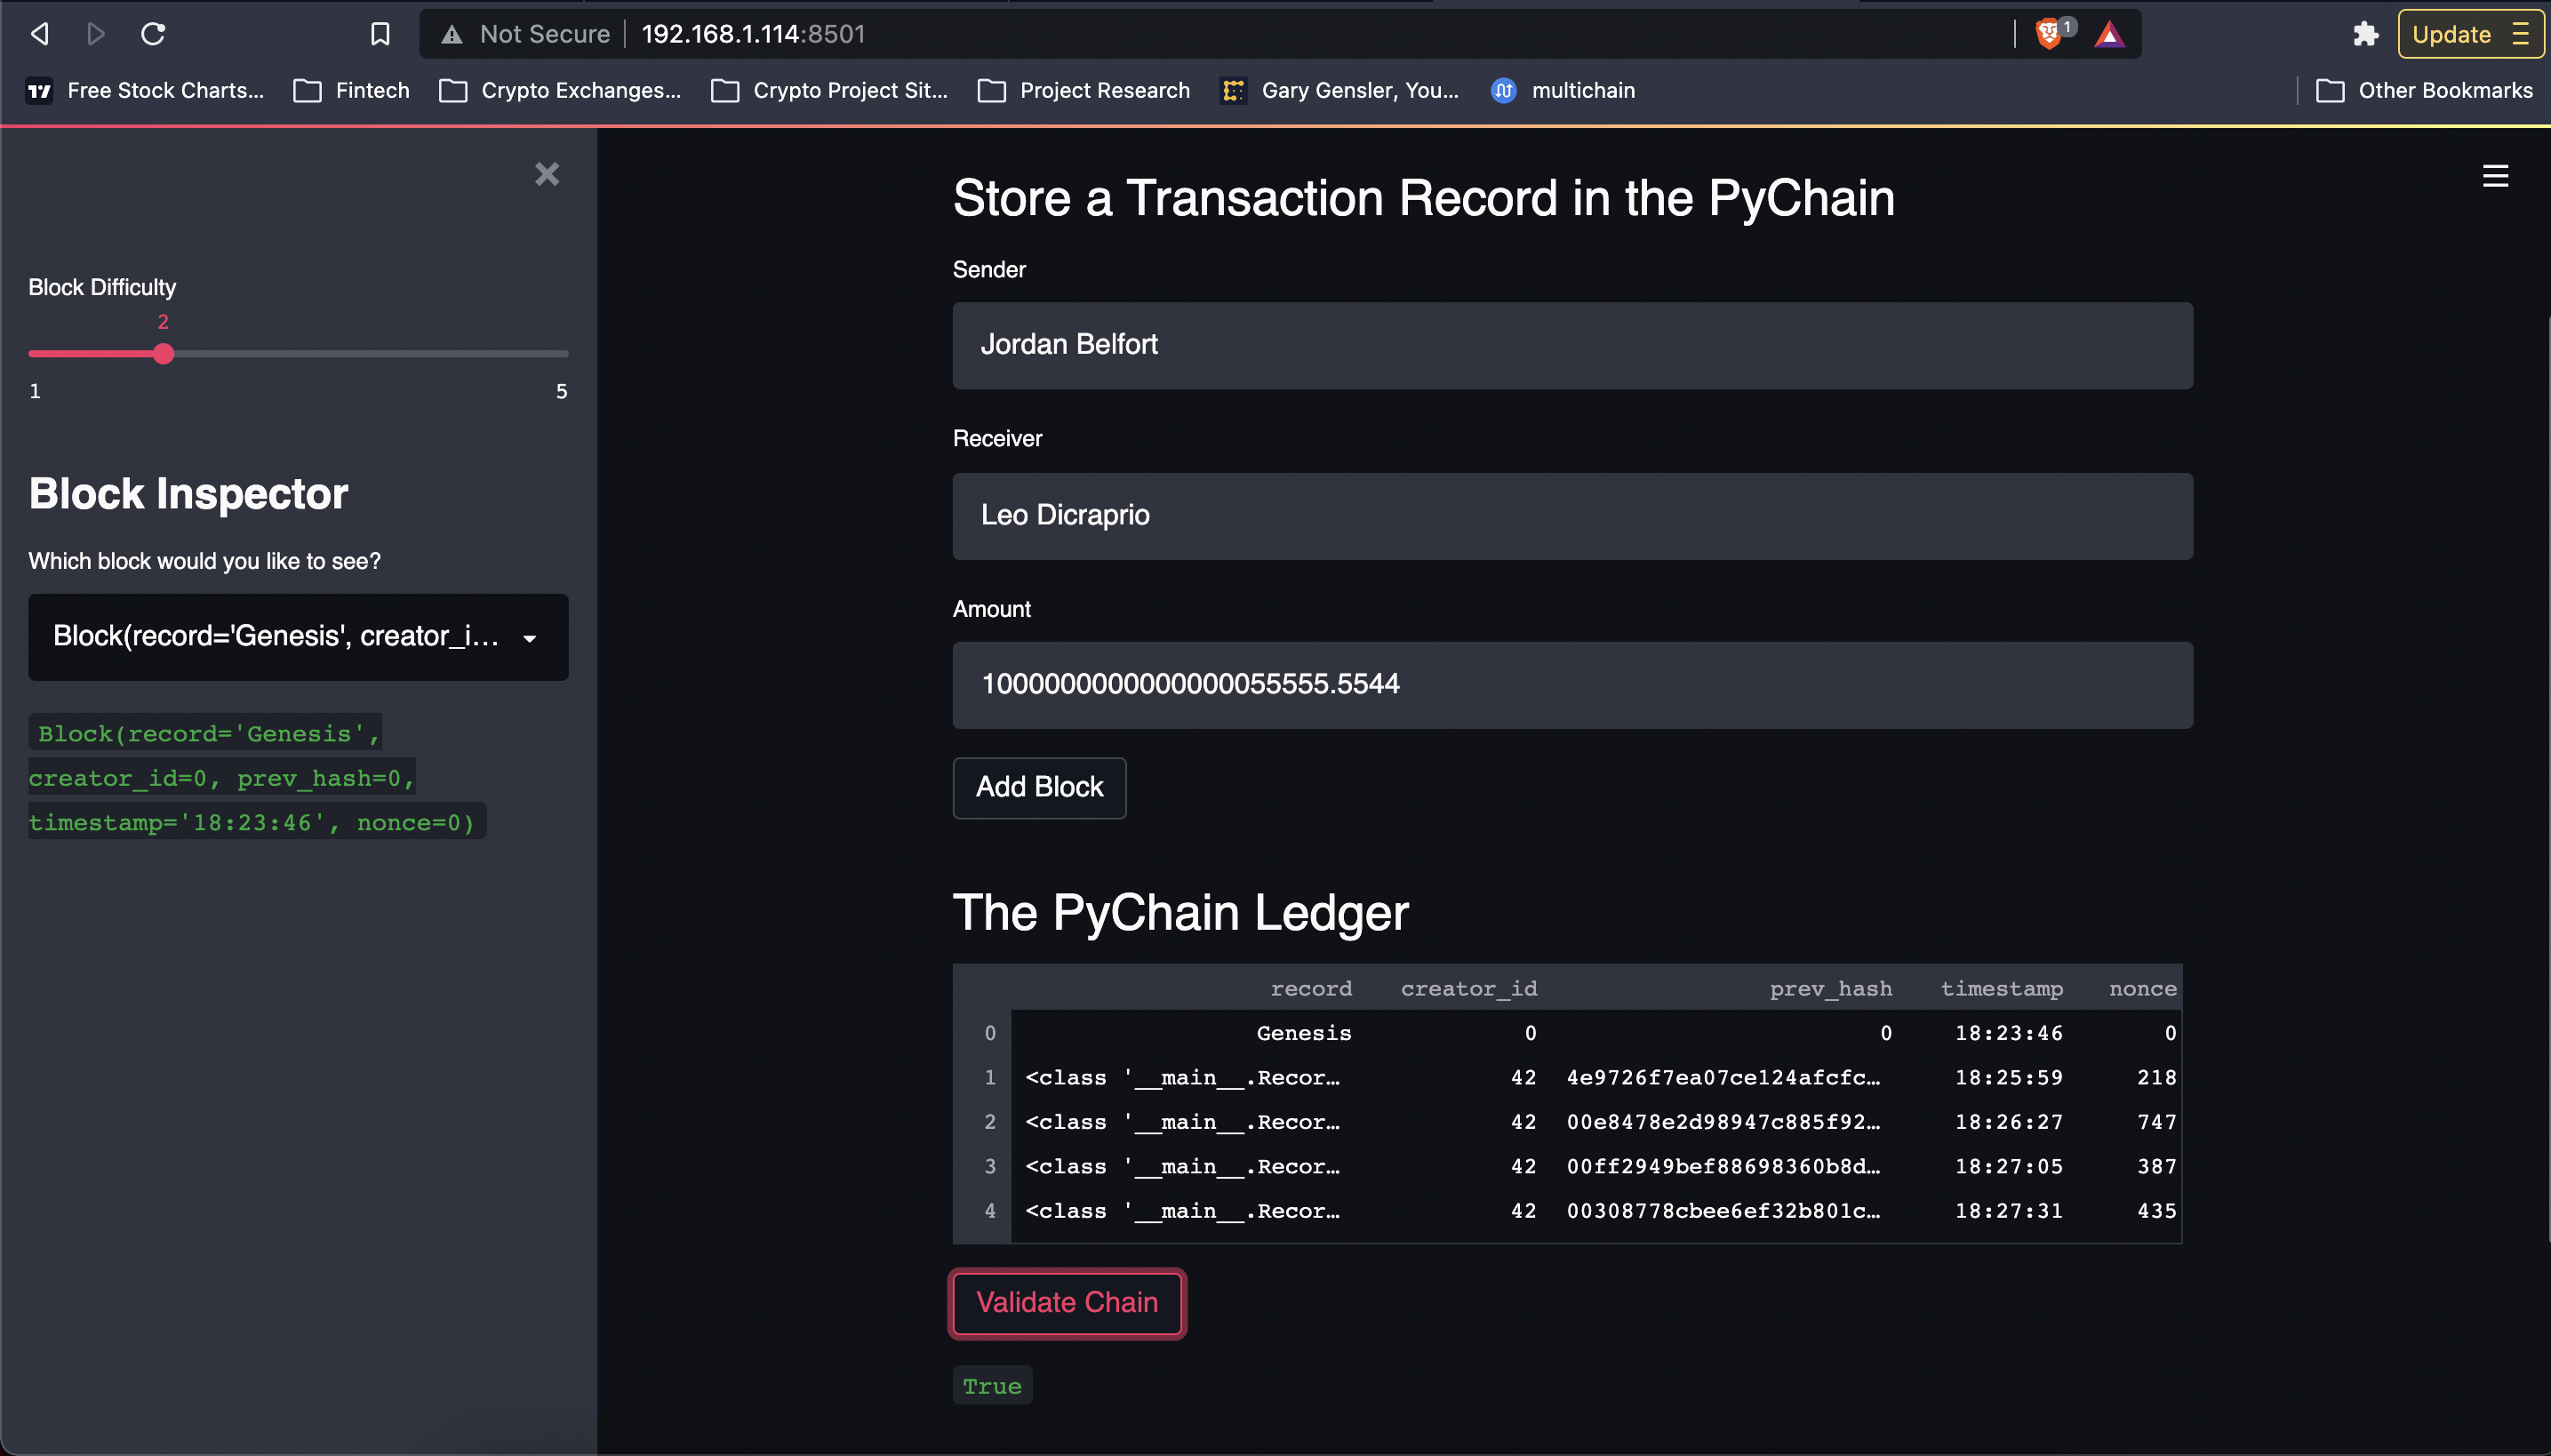 Not Secure | 192.168.1.114:8501
1
Update
Free Stock Charts... Fintech Crypto Exchanges... Crypto Project Sit... Project Research Gary Gensler, You... multichain Other Bookmarks
Block Difficulty
2
1 5
Block Inspector
Which block would you like to see?
Block(record='Genesis', creator_i...
Block(record='Genesis',
creator_id=0, prev_hash=0,
timestamp='18:23:46', nonce=0)
Store a Transaction Record in the PyChain
Sender
Jordan Belfort
Receiver
Leo Dicraprio
Amount
1000000000000000055555.5544
Add Block
The PyChain Ledger
record creator_id prev_hash timestamp nonce
0 Genesis 0 0 18:23:46 0
1 <class '__main__.Recor… 42 4e9726f7ea07ce124afcfc… 18:25:59 218
2 <class '__main__.Recor… 42 00e8478e2d98947c885f92… 18:26:27 747
3 <class '__main__.Recor… 42 00ff2949bef88698360b8d… 18:27:05 387
4 <class '__main__.Recor… 42 00308778cbee6ef32b801c… 18:27:31 435
Validate Chain
True